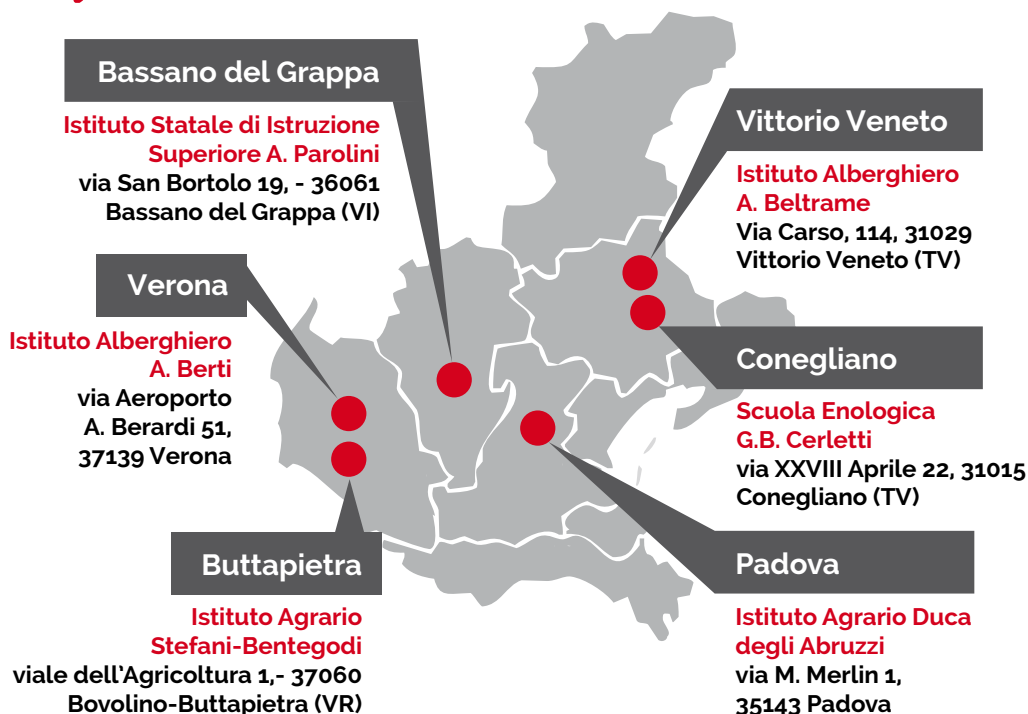 Bassano del Grappa
Istituto Statale di Istruzione
Superiore A. Parolini
via San Bortolo 19, - 36061
Bassano del Grappa (VI)
Vittorio Veneto
Istituto Alberghiero
A. Beltrame
Via Carso, 114, 31029
Vittorio Veneto (TV)
Verona
Istituto Alberghiero
A. Berti
via Aeroporto
A. Berardi 51,
37139 Verona
Conegliano
Scuola Enologica
G.B. Cerletti
via XXVIII Aprile 22, 31015
Conegliano (TV)
Buttapietra
Istituto Agrario
Stefani-Bentegodi
viale dell'Agricoltura 1,- 37060
Bovolino-Buttapietra (VR)
Padova
Istituto Agrario Duca
degli Abruzzi
via M. Merlin 1,
35143 Padova